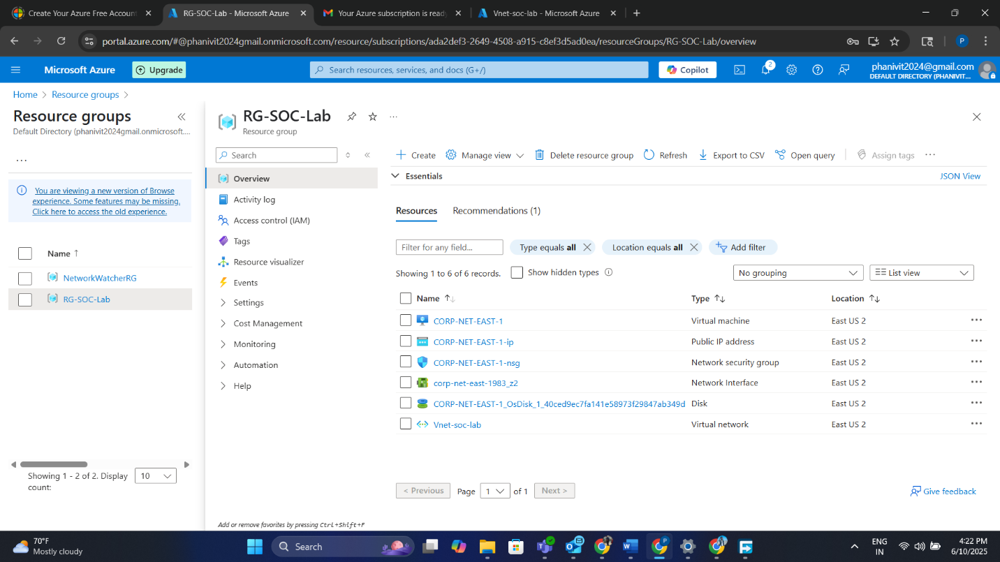 Create Your Azure Free Account
RG-SOC-Lab - Microsoft Azure
Your Azure subscription is ready
Vnet-soc-lab - Microsoft Azure
portal.azure.com/#@phanivit2024gmail.onmicrosoft.com/resource/subscriptions/ada2def3-2649-4508-a915-c8ef3d5ad0ea/resourceGroups/RG-SOC-Lab/overview
P
Microsoft Azure
Upgrade
Search resources, services, and docs (G+/)
Copilot
2
phanivit2024@gmail.com
DEFAULT DIRECTORY (PHANIVIT...
Home > Resource groups >
Resource groups
Default Directory (phanivit2024gmail.onmicrosoft....
...
You are viewing a new version of Browse
experience. Some features may be missing.
Click here to access the old experience.
Name ↑
NetworkWatcherRG
RG-SOC-Lab
Showing 1 - 2 of 2. Display
count:
10
RG-SOC-Lab
...
Resource group
Search
Overview
Activity log
Access control (IAM)
Tags
Resource visualizer
Events
Settings
Cost Management
Monitoring
Automation
Help
Add or remove favorites by pressing Ctrl+Shift+F
Create
Manage view
Delete resource group
Refresh
Export to CSV
Open query
Assign tags
...
Essentials
JSON View
Resources
Recommendations (1)
Filter for any field...
Type equals all
Location equals all
Add filter
Showing 1 to 6 of 6 records.
Show hidden types
No grouping
List view
Name ↑↓ Type ↑↓ Location ↑↓
CORP-NET-EAST-1 Virtual machine East US 2 ...
CORP-NET-EAST-1-ip Public IP address East US 2 ...
CORP-NET-EAST-1-nsg Network security group East US 2 ...
corp-net-east-1983_z2 Network Interface East US 2 ...
CORP-NET-EAST-1_OsDisk_1_40ced9ec7fa141e58973f29847ab349d Disk East US 2 ...
Vnet-soc-lab Virtual network East US 2 ...
< Previous
Page 1 of 1
Next >
Give feedback
70°F
Mostly cloudy
Search
ENG
IN
4:22 PM
6/10/2025